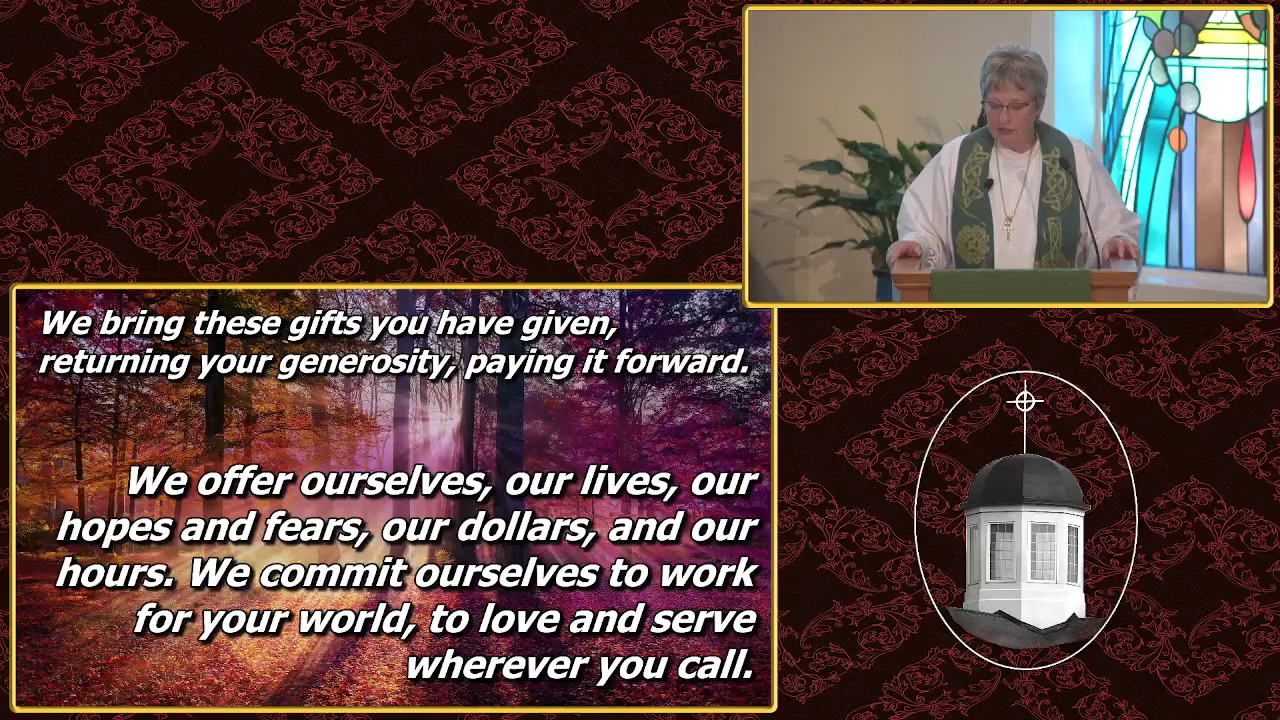 We bring these gifts you have given,
returning your generosity, paying it forward.
We offer ourselves, our lives, our
hopes and fears, our dollars, and our
hours. We commit ourselves to work
for your world, to love and serve
wherever you call.